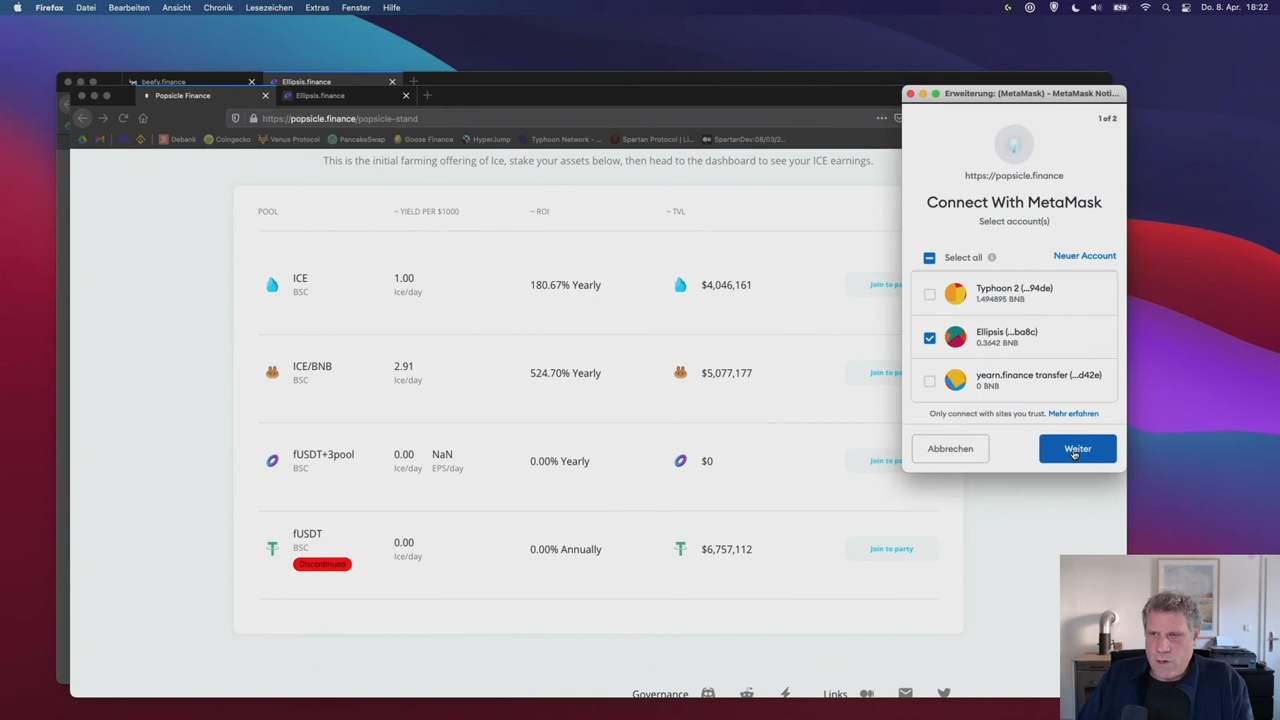 Firefox Datei Bearbeiten Ansicht Chronik Lesezeichen Extras Fenster Hilfe
Do. 8. Apr. 18:22
beefy.finance
Ellipsis.finance
Popsicle Finance
Ellipsis.finance
https://popsicle.finance/popsicle-stand
Debank Coingecko Venus Protocol PancakeSwap Goose Finance HyperJump Typhoon Network - ... Spartan Protocol | Li... SpartanDev:08/03/2...
This is the initial farming offering of Ice, stake your assets below, then head to the dashboard to see your ICE earnings.
POOL ~ YIELD PER $1000 ~ ROI ~ TVL
ICE
BSC
1.00
Ice/day
180.67% Yearly
$4,046,161
Join to pa
ICE/BNB
BSC
2.91
Ice/day
524.70% Yearly
$5,077,177
Join to pa
fUSDT+3pool
BSC
0.00
Ice/day
NaN
EPS/day
0.00% Yearly
$0
Join to pa
fUSDT
BSC
Discontinued
0.00
Ice/day
0.00% Annually
$6,757,112
Join to party
Governance
Links
Erweiterung: (MetaMask) - MetaMask Noti...
1 of 2
https://popsicle.finance
Connect With MetaMask
Select account(s)
Select all
Neuer Account
Typhoon 2 (...94de)
1.494895 BNB
Ellipsis (...ba8c)
0.3642 BNB
yearn.finance transfer (...d42e)
0 BNB
Only connect with sites you trust. Mehr erfahren
Abbrechen
Weiter